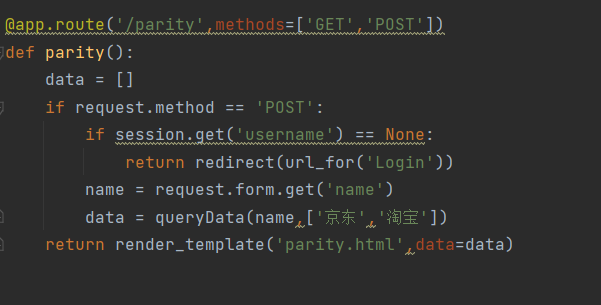 @app.route('/parity',methods=['GET','POST'])
def parity():
    data = []
    if request.method == 'POST':
        if session.get('username') == None:
            return redirect(url_for('Login'))
        name = request.form.get('name')
        data = queryData(name,['京东','淘宝'])
    return render_template('parity.html',data=data)